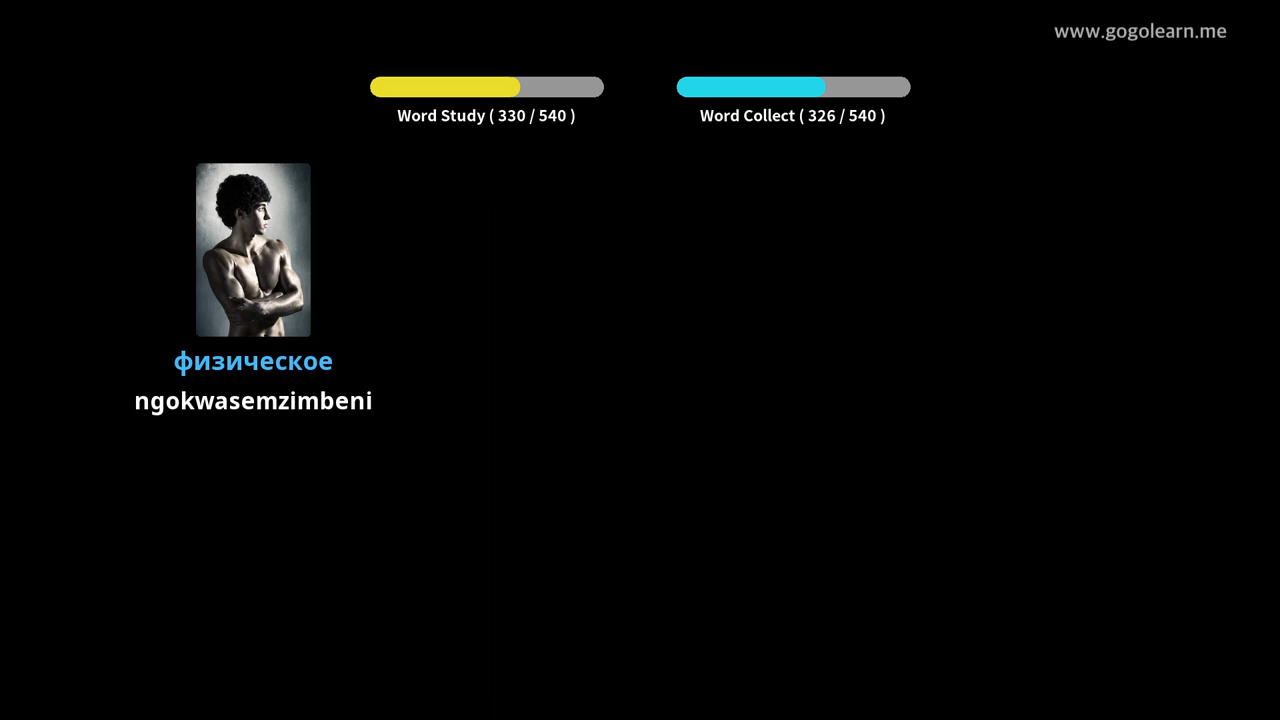 www.gogolearn.me
Word Study ( 330 / 540 )
Word Collect ( 326 / 540 )
физическое
ngokwasemzimbeni